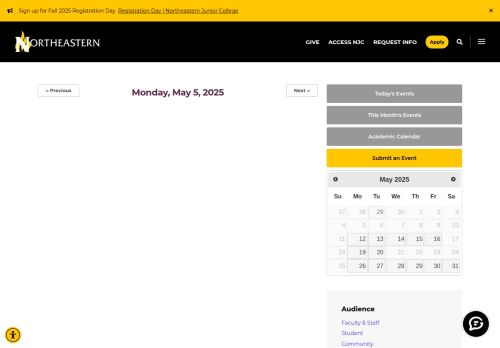 Sign up for Fall 2025 Registration Day Registration Day | Northeastern Junior College ×
NORTHEASTERN
GIVE ACCESS NJC REQUEST INFO Apply
‹‹ Previous
Monday, May 5, 2025
Next ››
Today's Events
This Month's Events
Academic Calendar
Submit an Event
May 2025
Su Mo Tu We Th Fr Sa
27 28 29 30 1 2 3
4 5 6 7 8 9 10
11 12 13 14 15 16 17
18 19 20 21 22 23 24
25 26 27 28 29 30 31
Audience
Faculty & Staff
Student
Community